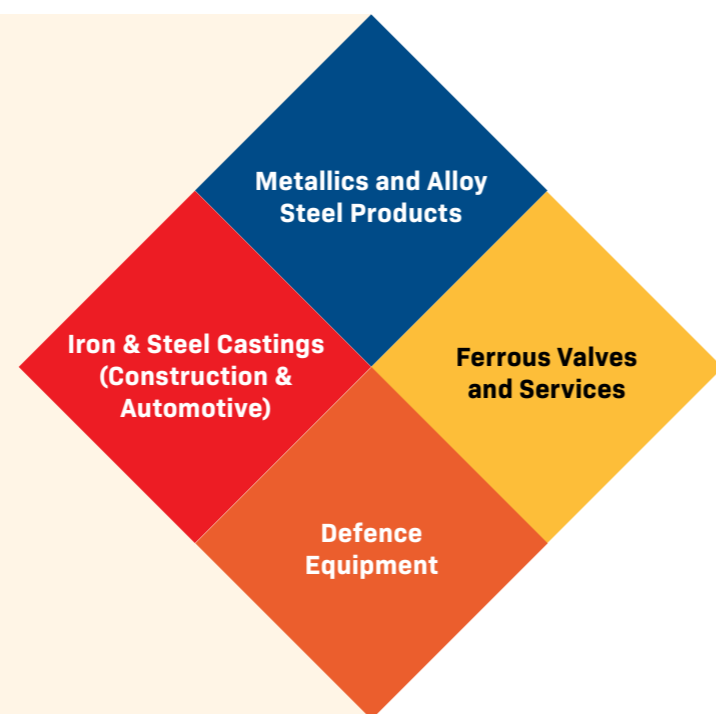 Metallics and Alloy
Steel Products
Iron & Steel Castings
(Construction &
Automotive)
Ferrous Valves
and Services
Defence
Equipment